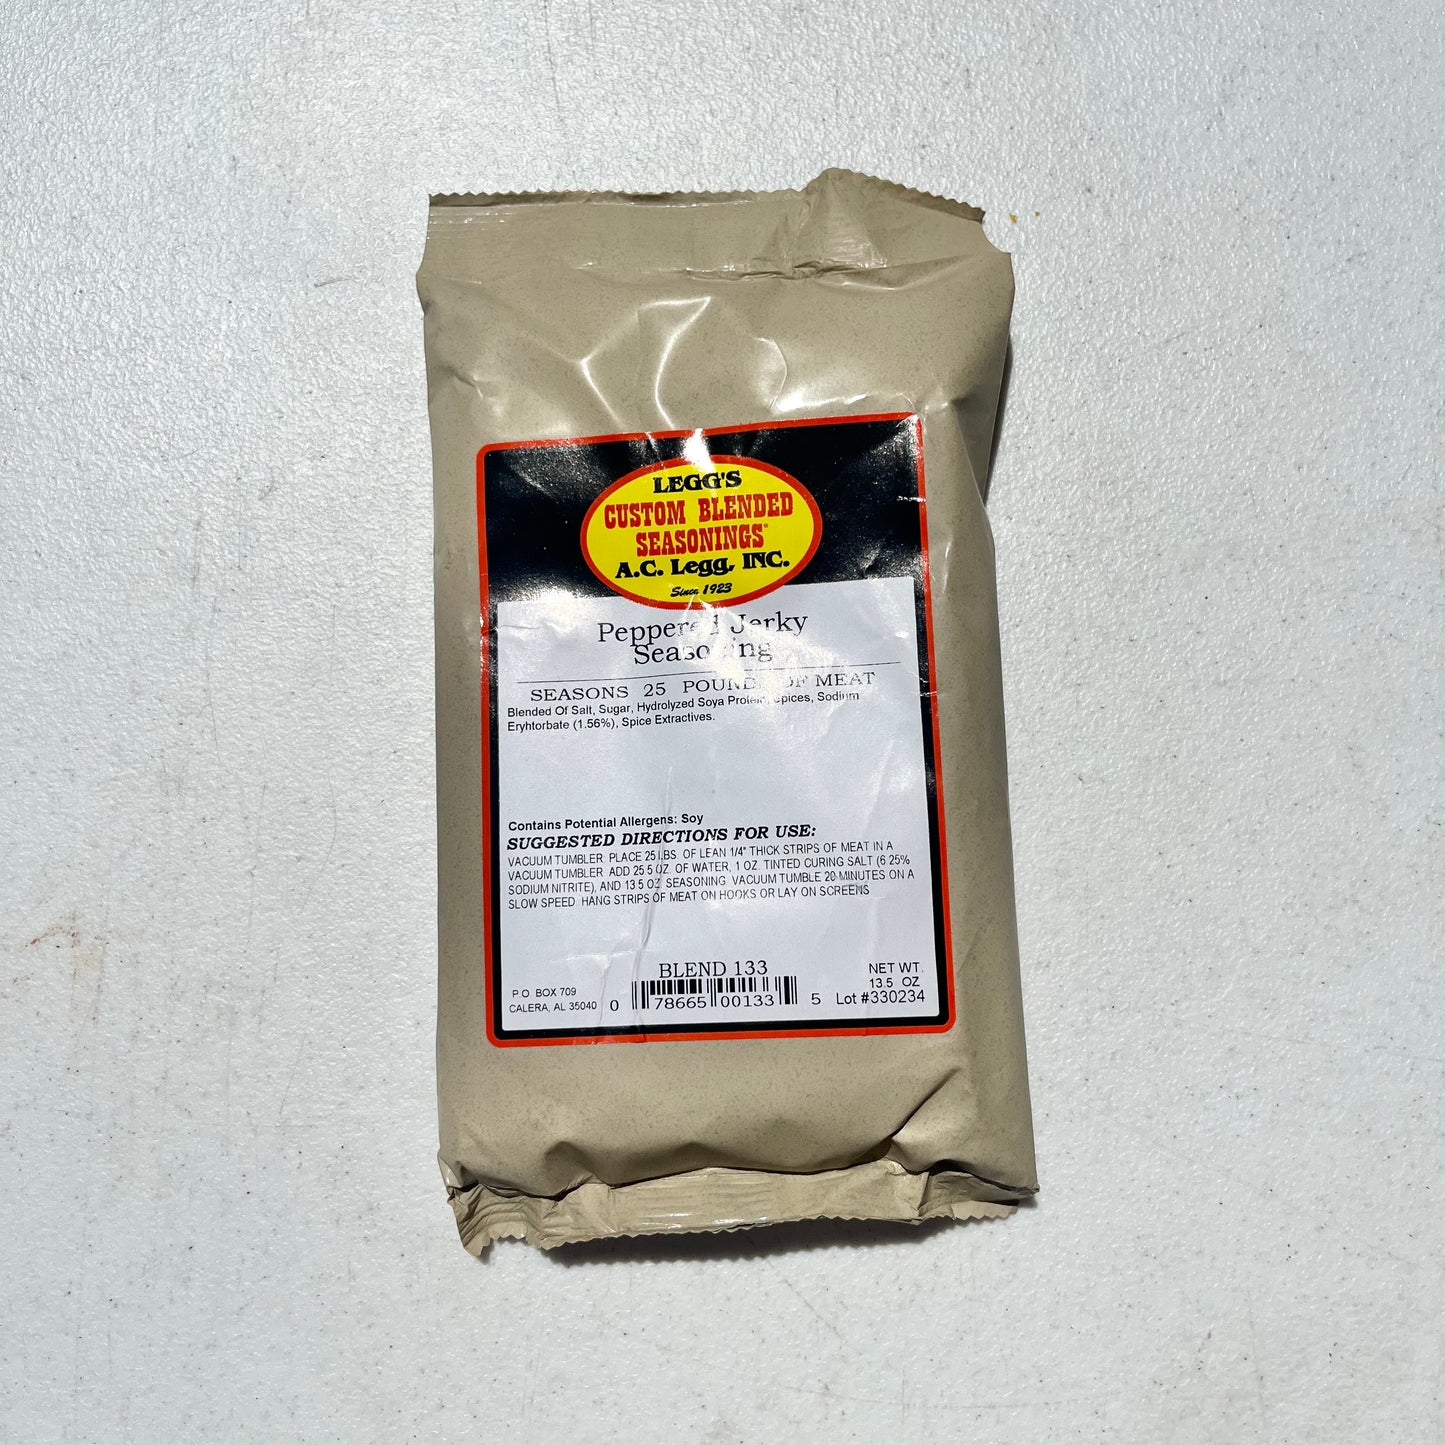 LEGG'S
CUSTOM BLENDED
SEASONINGS®
A.C. Legg, INC.
Since 1923
Peppered Jerky
Seasoning
SEASONS 25 POUNDS OF MEAT
Blended Of Salt, Sugar, Hydrolyzed Soya Protein, Spices, Sodium
Eryhtorbate (1.56%), Spice Extractives.
Contains Potential Allergens: Soy
SUGGESTED DIRECTIONS FOR USE:
VACUUM TUMBLER PLACE 25 LBS OF LEAN 1/4" THICK STRIPS OF MEAT IN A
VACUUM TUMBLER ADD 25 5 OZ OF WATER, 1 OZ TINTED CURING SALT (6 25%
SODIUM NITRITE), AND 13 5 OZ SEASONING VACUUM TUMBLE 20 MINUTES ON A
SLOW SPEED HANG STRIPS OF MEAT ON HOOKS OR LAY ON SCREENS
BLEND 133
P.O. BOX 709
CALERA, AL 35040
0 78665 00133 5
NET WT.
13.5 OZ
Lot #330234